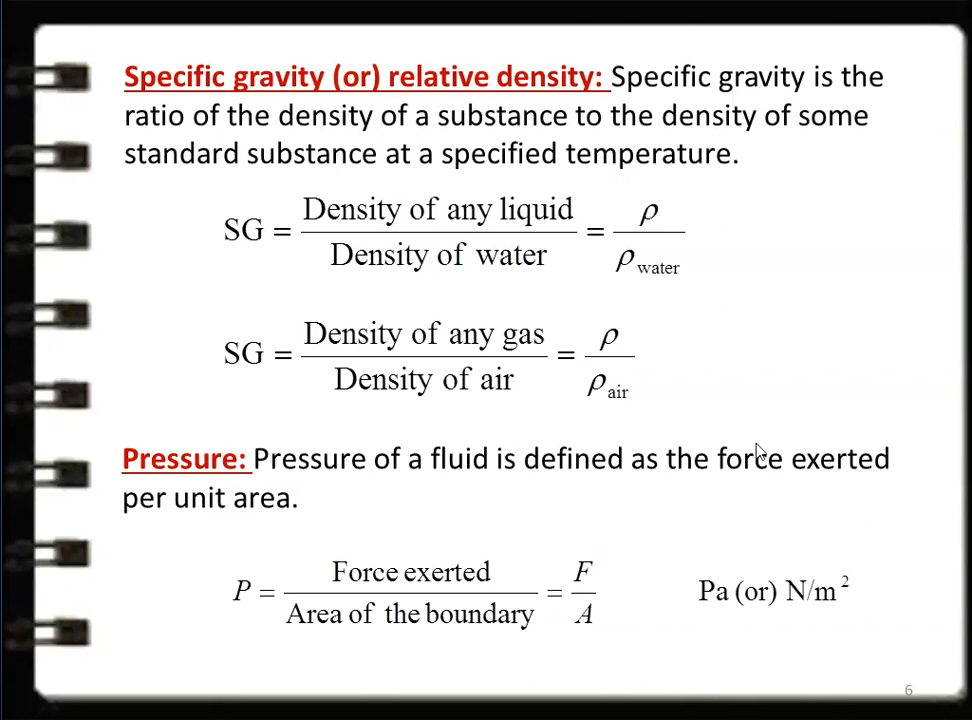 Specific gravity (or) relative density: Specific gravity is the
ratio of the density of a substance to the density of some
standard substance at a specified temperature.
SG = Density of any liquid / Density of water = ρ / ρ water
SG = Density of any gas / Density of air = ρ / ρ air
Pressure: Pressure of a fluid is defined as the force exerted
per unit area.
P = Force exerted / Area of the boundary = F / A Pa (or) N/m²
6